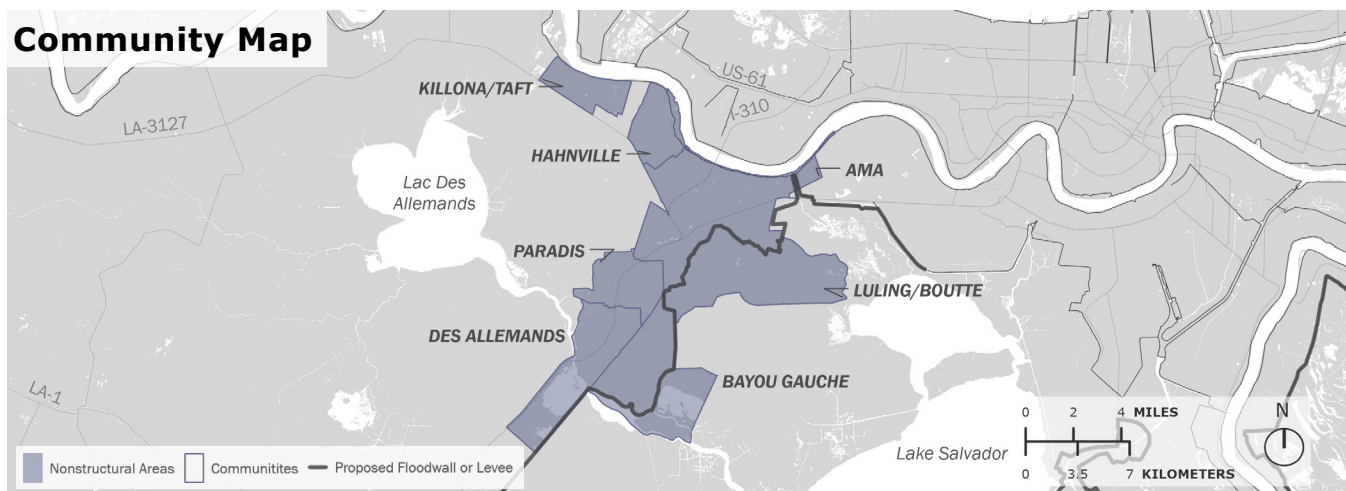 Community Map
KILLONA/TAFT
US-61
I-310
LA-3127
HAHNVILLE
AMA
Lac Des
Allemands
PARADIS
LULING/BOUTTE
DES ALLEMANDS
BAYOU GAUCHE
LA-1
0 2 4 MILES
N
Lake Salvador
0 3.5 7 KILOMETERS
Nonstructural Areas
Communitites
Proposed Floodwall or Levee